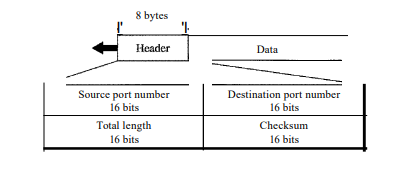 8 bytes
Header
Data
Source port number
16 bits
Destination port number
16 bits
Total length
16 bits
Checksum
16 bits